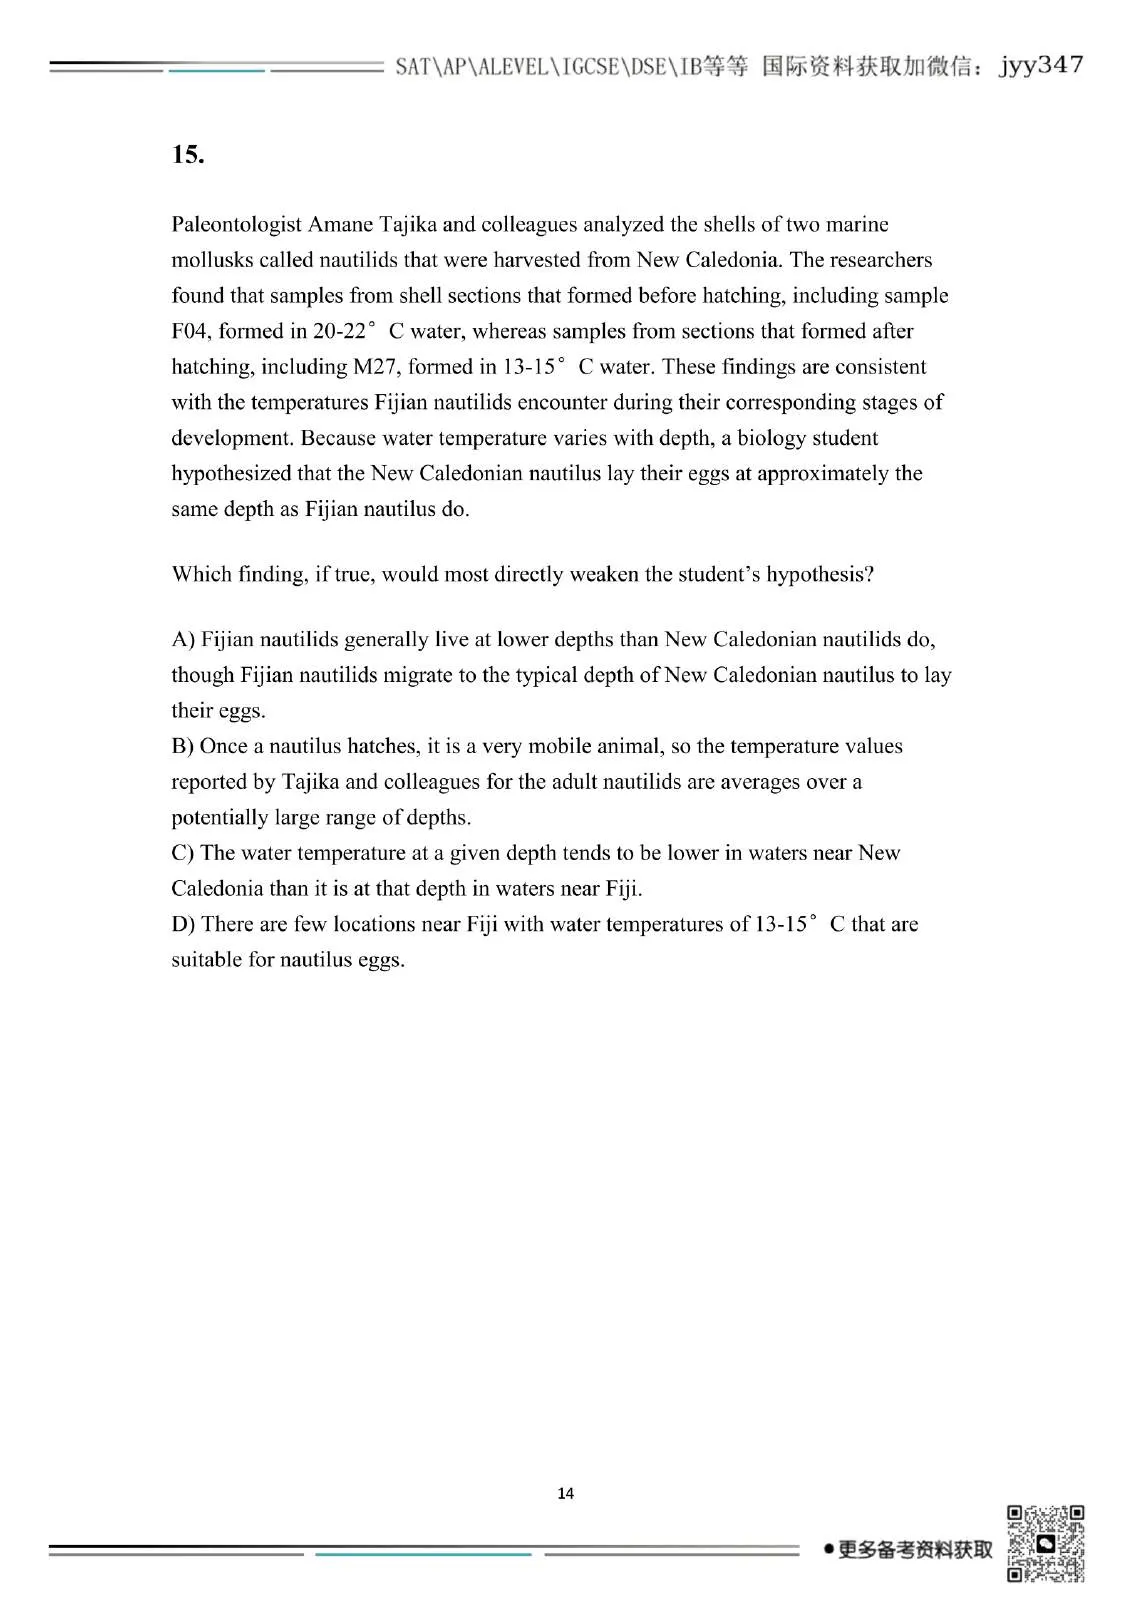 SAT\AP\ALEVEL\IGCSE\DSE\IB等等 国际资料获取加微信：jyy347
15.
Paleontologist Amane Tajika and colleagues analyzed the shells of two marine
mollusks called nautilids that were harvested from New Caledonia. The researchers
found that samples from shell sections that formed before hatching, including sample
F04, formed in 20-22° C water, whereas samples from sections that formed after
hatching, including M27, formed in 13-15° C water. These findings are consistent
with the temperatures Fijian nautilids encounter during their corresponding stages of
development. Because water temperature varies with depth, a biology student
hypothesized that the New Caledonian nautilus lay their eggs at approximately the
same depth as Fijian nautilus do.
Which finding, if true, would most directly weaken the student’s hypothesis?
A) Fijian nautilids generally live at lower depths than New Caledonian nautilids do,
though Fijian nautilids migrate to the typical depth of New Caledonian nautilus to lay
their eggs.
B) Once a nautilus hatches, it is a very mobile animal, so the temperature values
reported by Tajika and colleagues for the adult nautilids are averages over a
potentially large range of depths.
C) The water temperature at a given depth tends to be lower in waters near New
Caledonia than it is at that depth in waters near Fiji.
D) There are few locations near Fiji with water temperatures of 13-15° C that are
suitable for nautilus eggs.
14
●更多备考资料获取